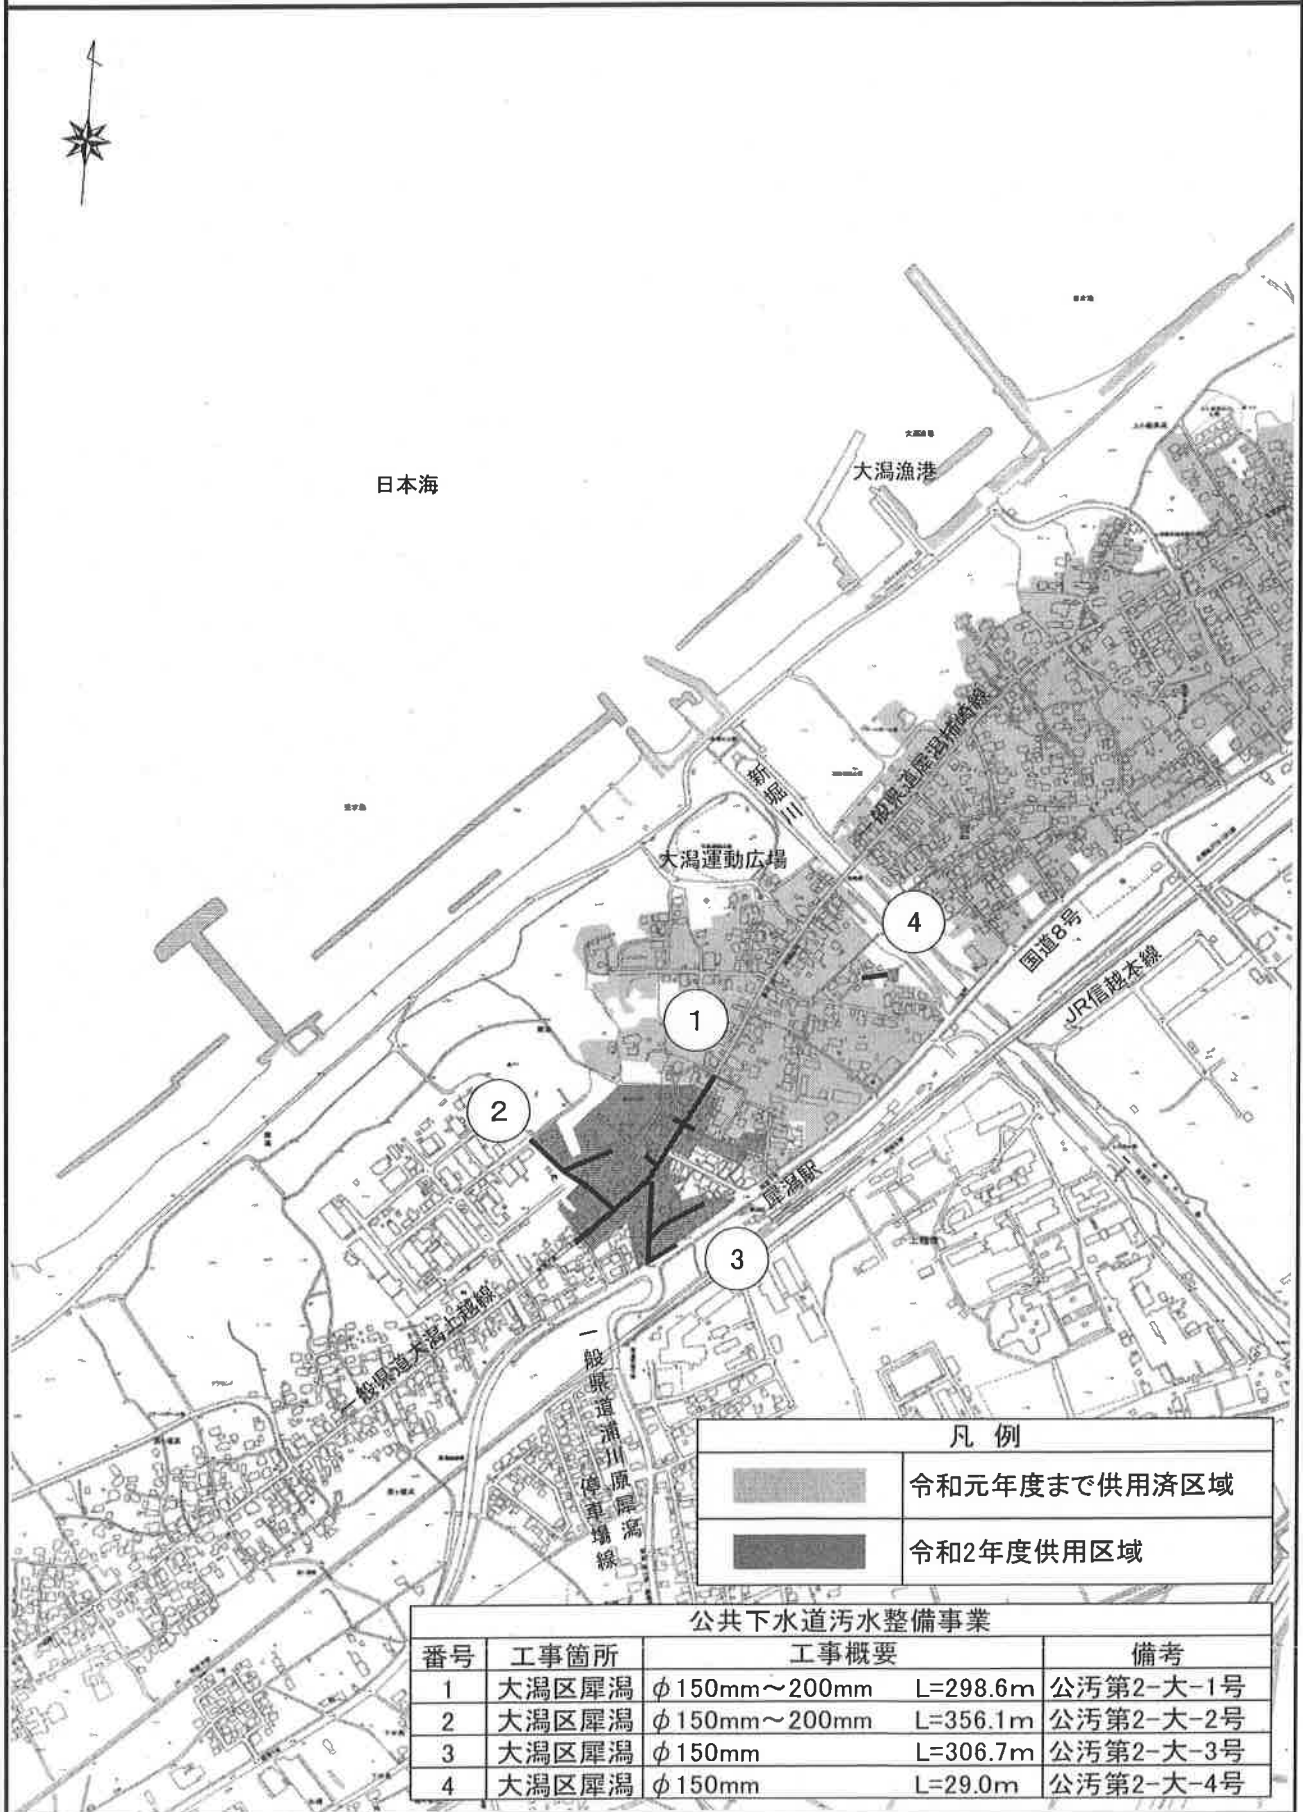 日本海
大潟漁港
新堀川
一般県道犀潟柿崎線
大潟運動広場
4
国道8号
JR信越本線
1
2
犀潟駅
3
一般県道大潟上越線
一般県道浦川原犀潟
停車場線
凡 例
令和元年度まで供用済区域
令和2年度供用区域
公共下水道汚水整備事業
番号 工事箇所 工事概要 備考
1 大潟区犀潟 φ150mm～200mm L=298.6m 公汚第2-大-1号
2 大潟区犀潟 φ150mm～200mm L=356.1m 公汚第2-大-2号
3 大潟区犀潟 φ150mm L=306.7m 公汚第2-大-3号
4 大潟区犀潟 φ150mm L=29.0m 公汚第2-大-4号